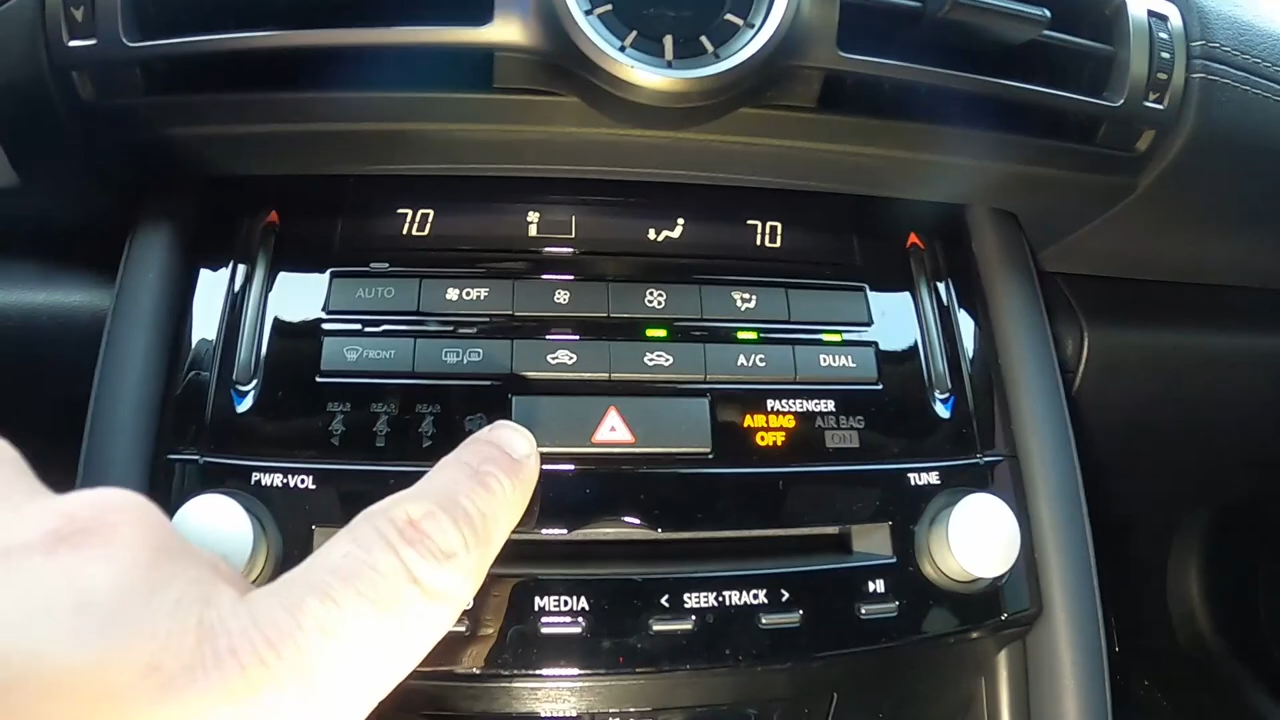 70 70
AUTO OFF
FRONT A/C DUAL
REAR REAR REAR
PASSENGER
AIR BAG OFF AIR BAG ON
PWR·VOL TUNE
MEDIA < SEEK·TRACK >